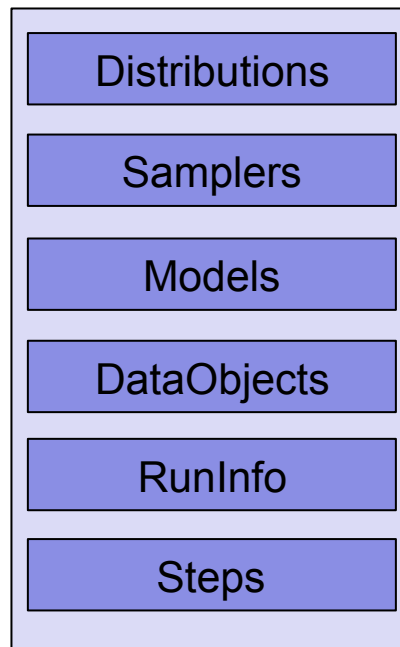 Distributions
Samplers
Models
DataObjects
RunInfo
Steps